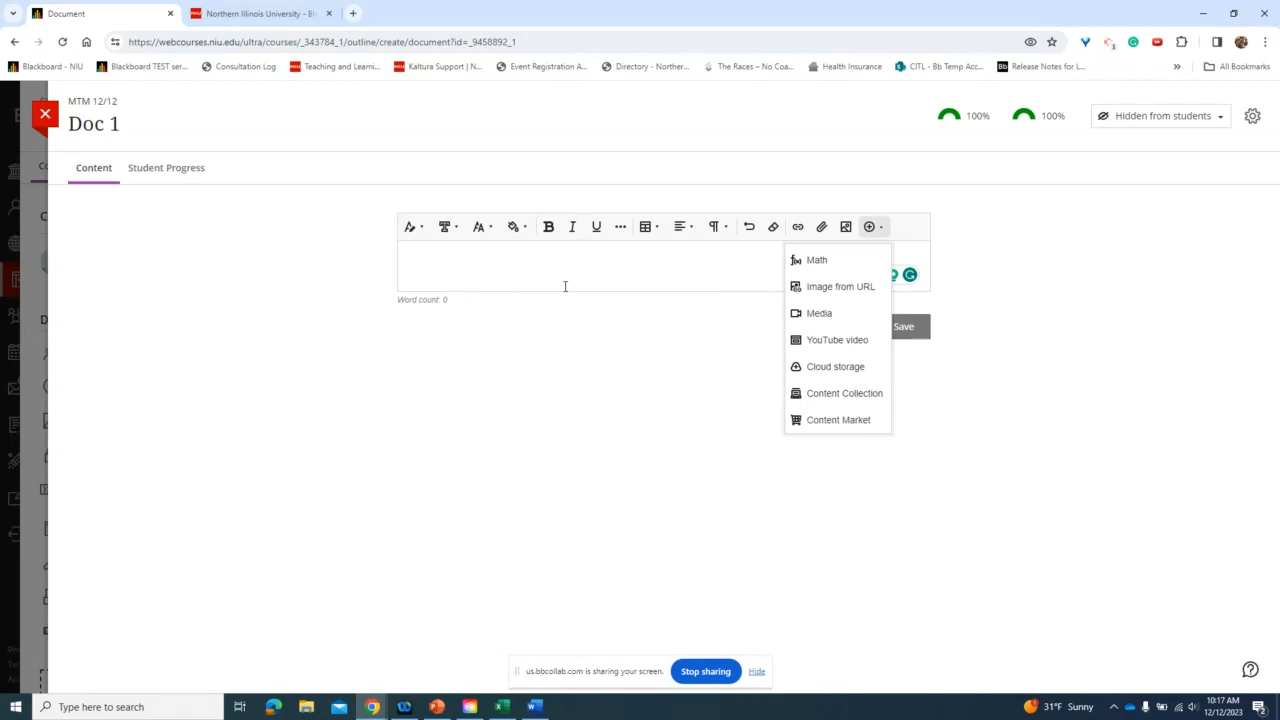 Document
Northern Illinois University - Bl
https://webcourses.niu.edu/ultra/courses/_343784_1/outline/create/document?id=_9458892_1
Blackboard - NIU
Blackboard TEST ser...
Consultation Log
Teaching and Learni...
Kaltura Support | N...
Event Registration A...
Directory - Norther...
The Races – No Coa...
Health Insurance
CITL - Bb Temp Acc...
Release Notes for L...
»
All Bookmarks
MTM 12/12
Doc 1
100%
100%
Hidden from students
Content
Student Progress
B I U
Math
Image from URL
Word count: 0
Media
Save
YouTube video
Cloud storage
Content Collection
Content Market
us.bbcollab.com is sharing your screen.
Stop sharing
Hide
Type here to search
31°F Sunny
10:17 AM
12/12/2023
2